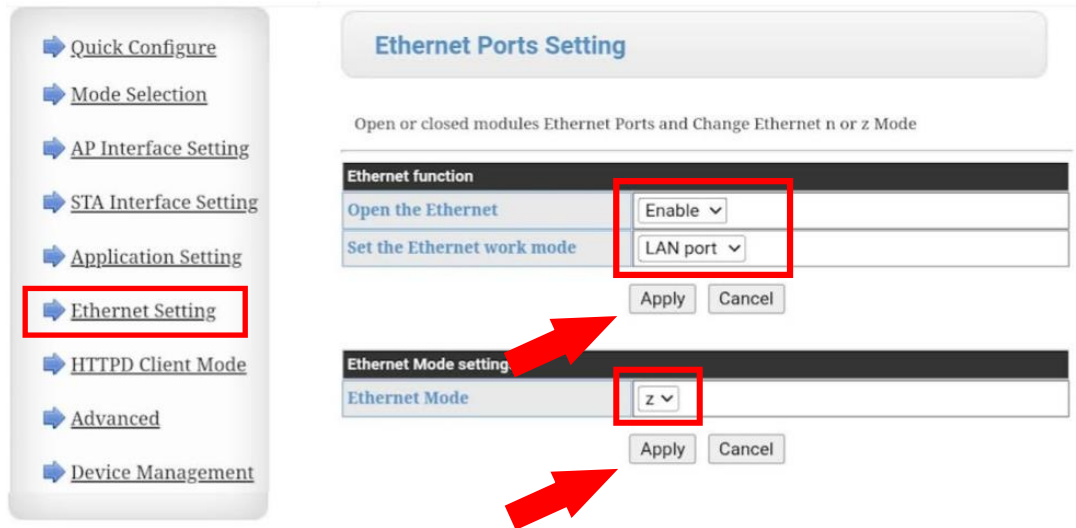 Quick Configure
Mode Selection
AP Interface Setting
STA Interface Setting
Application Setting
Ethernet Setting
HTTPD Client Mode
Advanced
Device Management
Ethernet Ports Setting
Open or closed modules Ethernet Ports and Change Ethernet n or z Mode
Ethernet function
Open the Ethernet Enable
Set the Ethernet work mode LAN port
Apply Cancel
Ethernet Mode setting
Ethernet Mode z
Apply Cancel